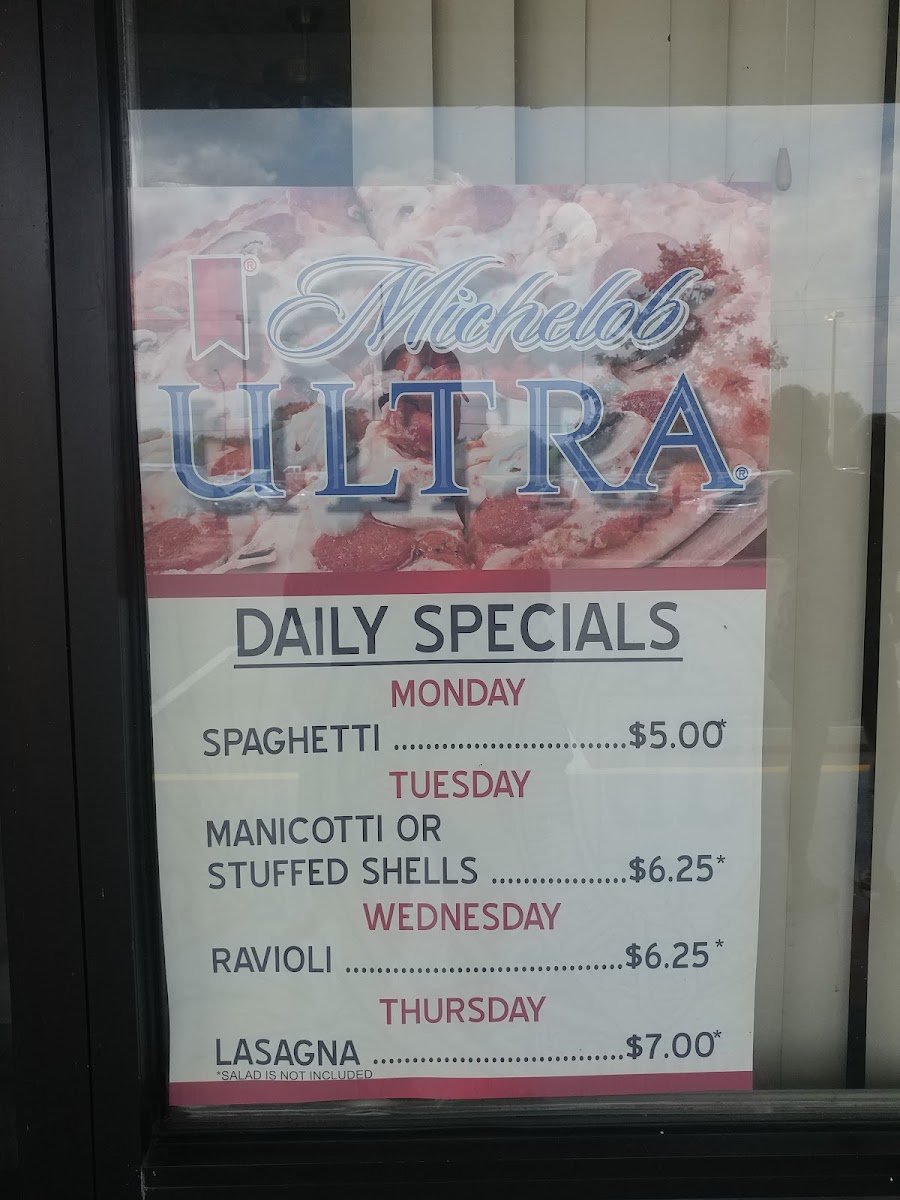 Michelob
ULTRA®
®
DAILY SPECIALS
MONDAY
SPAGHETTI .............................$5.00*
TUESDAY
MANICOTTI OR
STUFFED SHELLS .................$6.25*
WEDNESDAY
RAVIOLI ...................................$6.25*
THURSDAY
LASAGNA ...............................$7.00*
*SALAD IS NOT INCLUDED